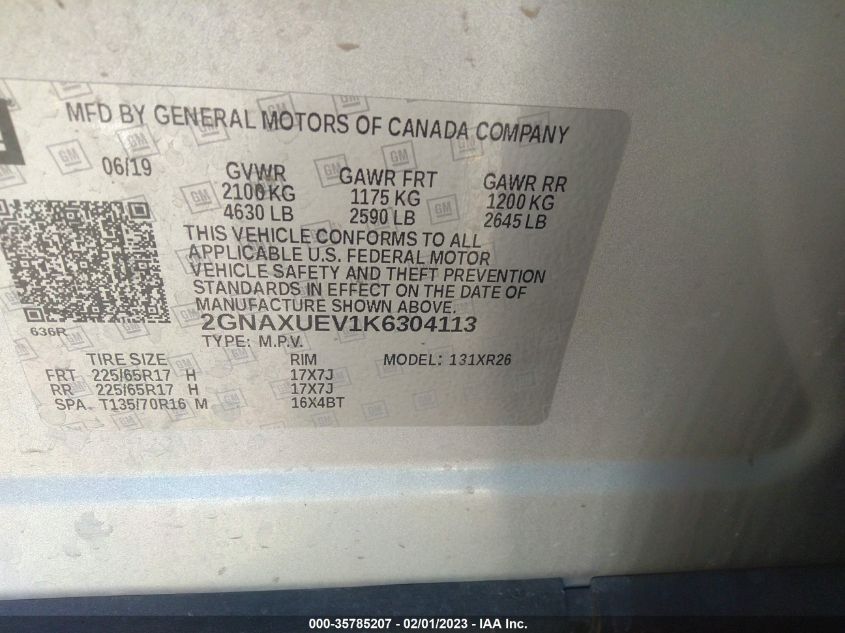 MFD BY GENERAL MOTORS OF CANADA COMPANY
06/19 GVWR GAWR FRT GAWR RR
2100 KG 1175 KG 1200 KG
4630 LB 2590 LB 2645 LB
THIS VEHICLE CONFORMS TO ALL
APPLICABLE U.S. FEDERAL MOTOR
VEHICLE SAFETY AND THEFT PREVENTION
STANDARDS IN EFFECT ON THE DATE OF
MANUFACTURE SHOWN ABOVE.
636R
2GNAXUEV1K6304113
TYPE: M.P.V.
TIRE SIZE RIM MODEL: 131XR26
FRT 225/65R17 H 17X7J
RR 225/65R17 H 17X7J
SPA T135/70R16 M 16X4BT
000-35785207 - 02/01/2023 - IAA Inc.